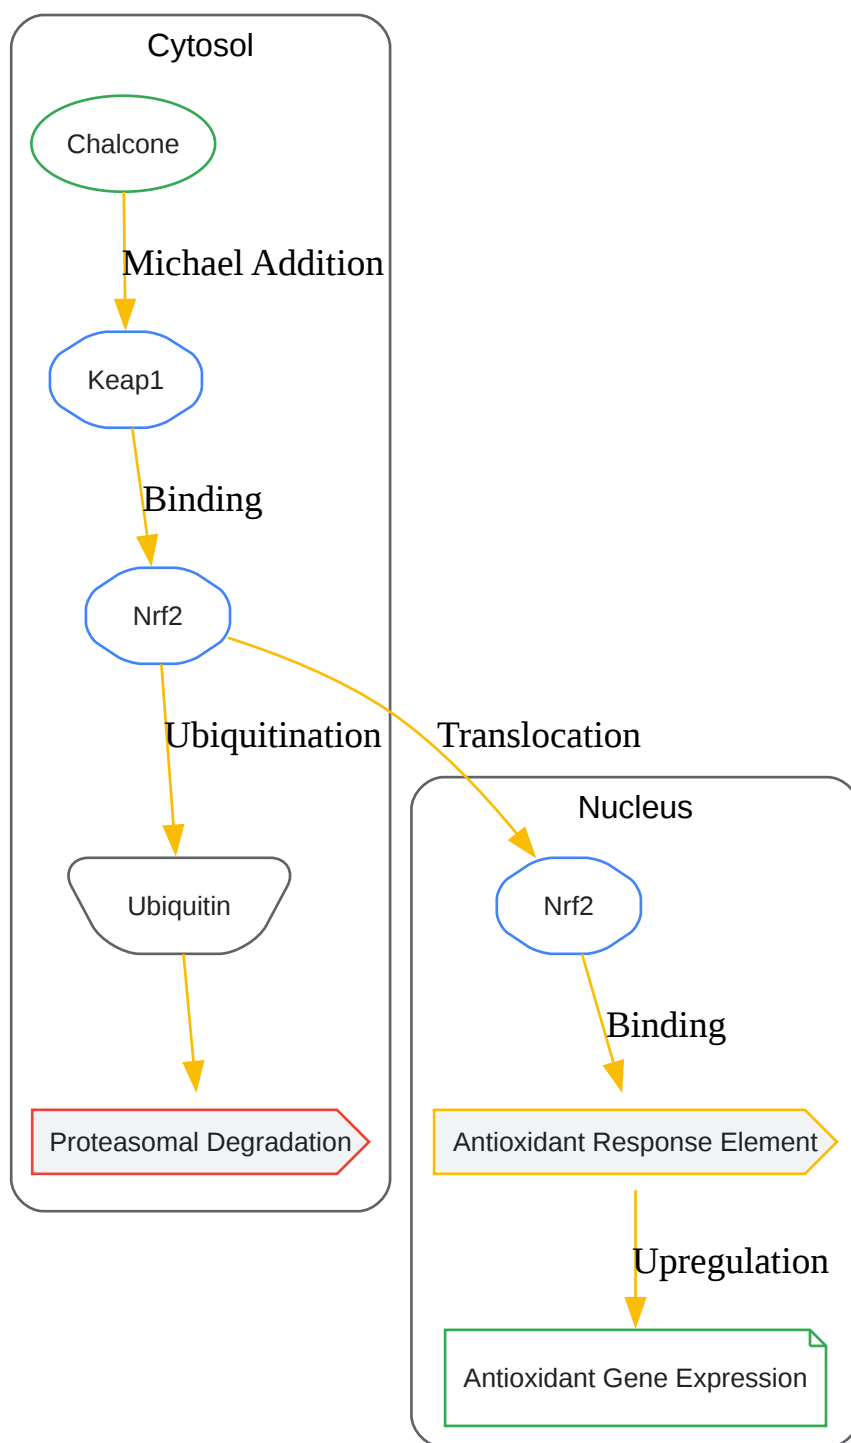 Cytosol
Chalcone
Michael Addition
Keap1
Binding
Nrf2
Ubiquitination
Translocation
Nucleus
Ubiquitin
Nrf2
Binding
Proteasomal Degradation
Antioxidant Response Element
Upregulation
Antioxidant Gene Expression